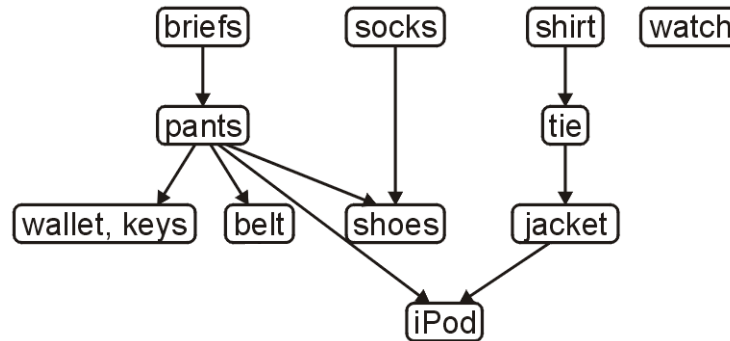 briefs
socks
shirt
watch
pants
tie
wallet, keys
belt
shoes
jacket
iPod